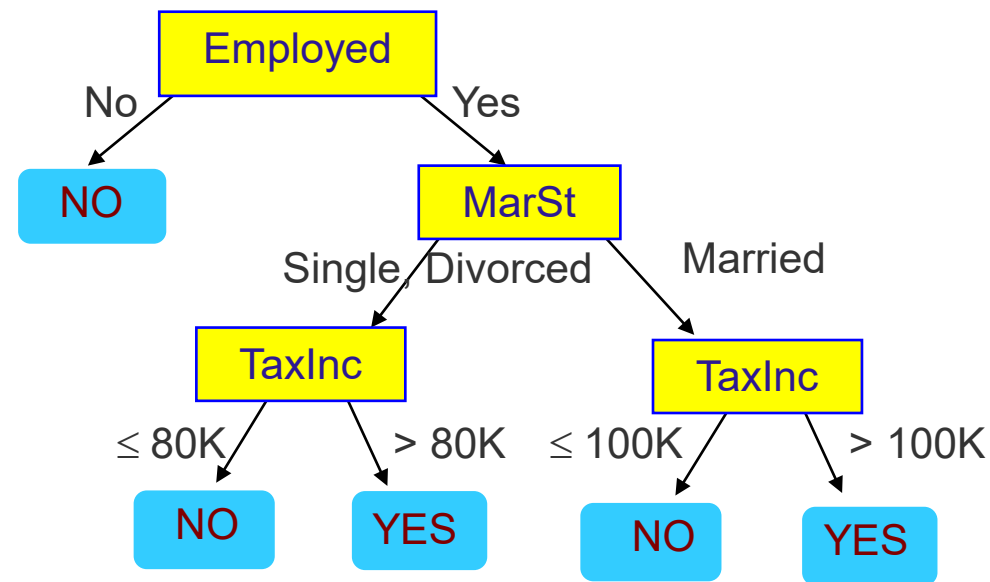 Employed
No
Yes
NO
MarSt
Single, Divorced
Married
TaxInc
TaxInc
≤ 80K
> 80K
≤ 100K
> 100K
NO
YES
NO
YES